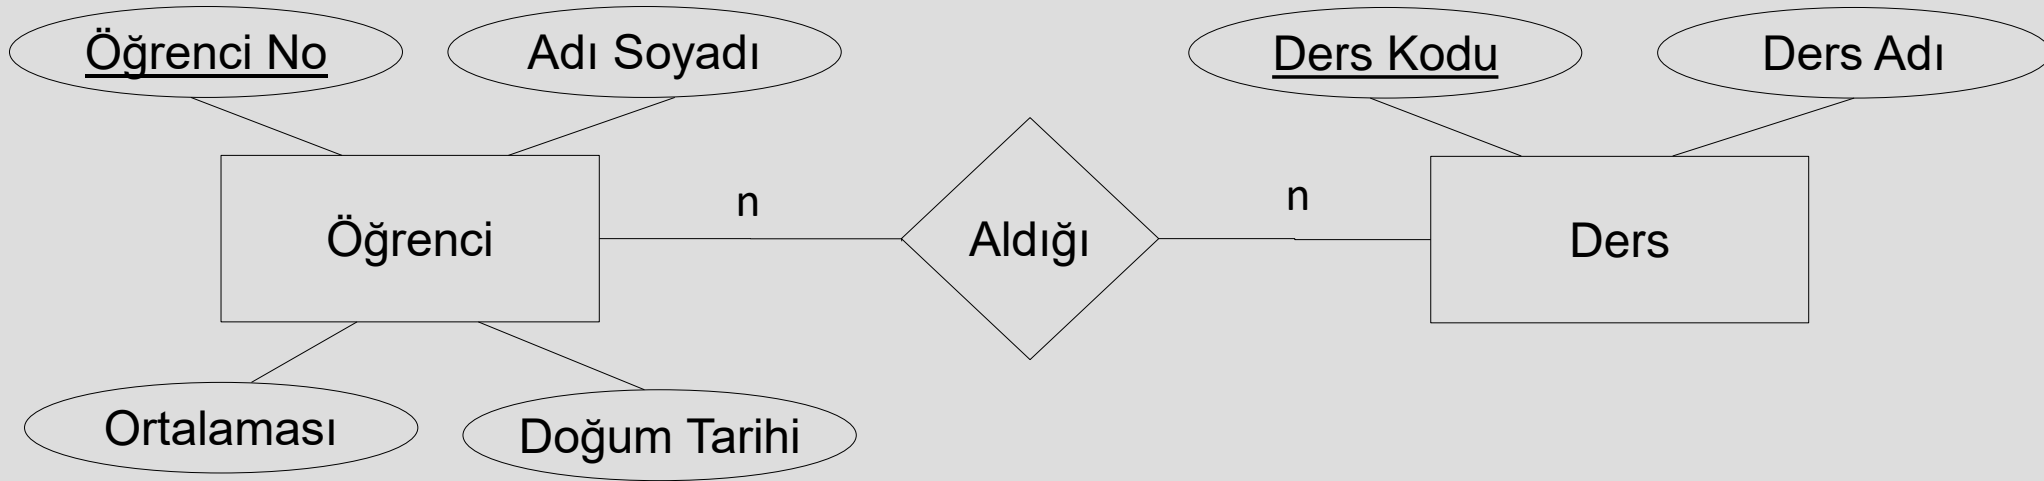 Öğrenci No
Adı Soyadı
Ders Kodu
Ders Adı
Öğrenci
n
Aldığı
n
Ders
Ortalaması
Doğum Tarihi